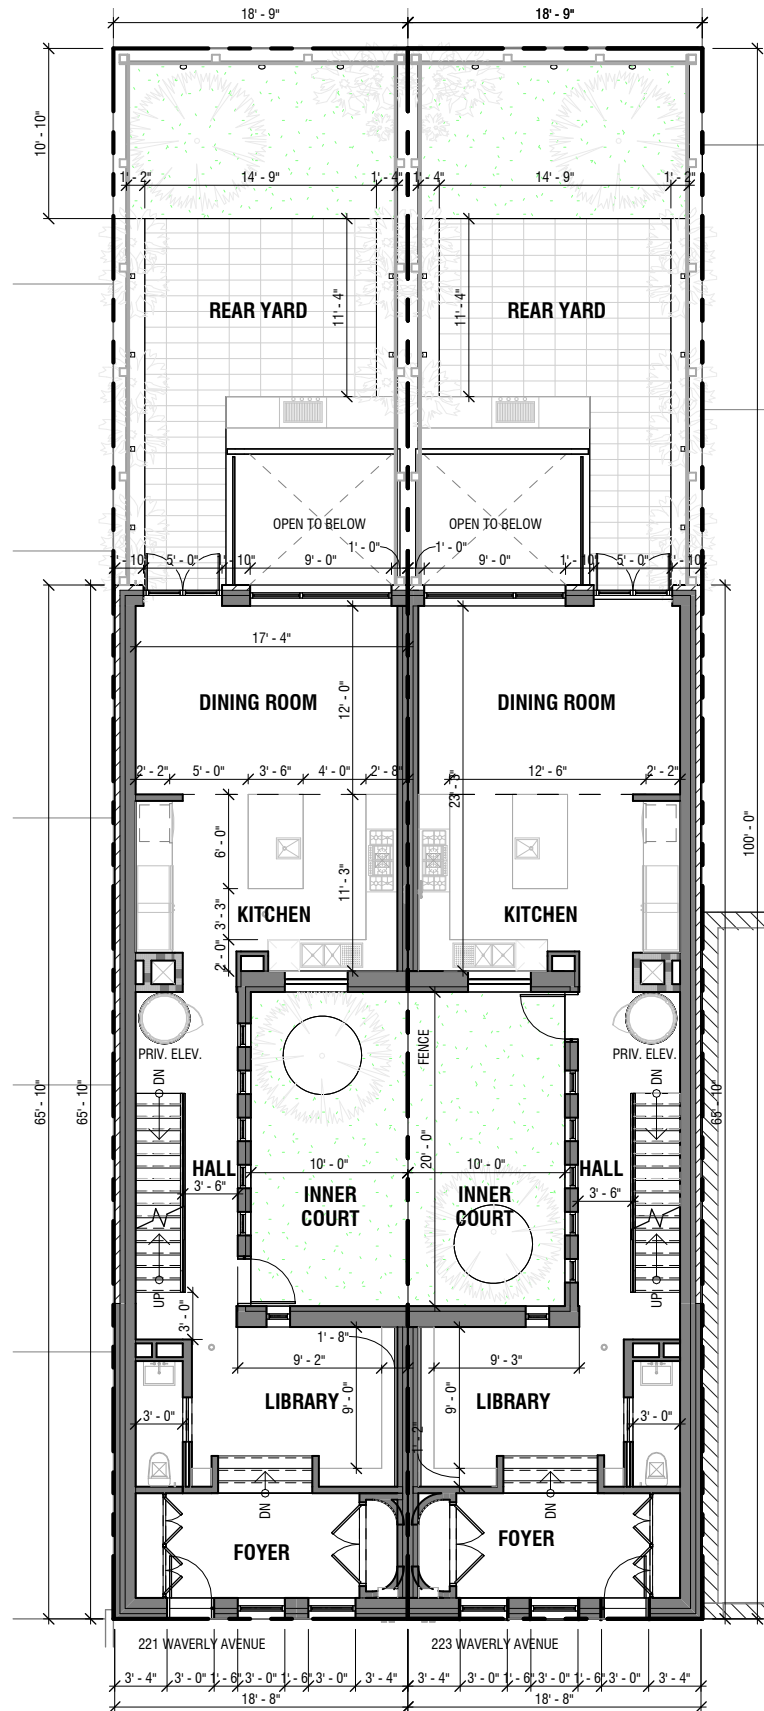 18' - 9" 18' - 9"
10' - 10"
1' - 2" 14' - 9" 1' - 4" 1' - 4" 14' - 9" 1' - 2"
11' - 4" 11' - 4"
REAR YARD REAR YARD
OPEN TO BELOW OPEN TO BELOW
1' - 0" 1' - 0"
1' - 10" 5' - 0" 1' - 10" 9' - 0" 9' - 0" 1' - 10" 5' - 0" 1' - 10"
17' - 4"
12' - 0"
DINING ROOM DINING ROOM
2' - 2" 5' - 0" 3' - 6" 4' - 0" 2' - 8" 12' - 6" 2' - 2"
23' - 3"
100' - 0"
6' - 0"
11' - 3"
3' - 3"
KITCHEN KITCHEN
2' - 0"
PRIV. ELEV. FENCE PRIV. ELEV.
DN DN
65' - 10" 65' - 10" 65' - 10"
20' - 0"
HALL 10' - 0" 10' - 0" HALL
3' - 6" 3' - 6"
INNER
COURT
INNER
COURT
UP UP
3' - 0"
1' - 8"
9' - 2" 9' - 3"
9' - 0" 9' - 0"
LIBRARY LIBRARY
3' - 0" 3' - 0"
1' - 2"
DN DN
FOYER FOYER
221 WAVERLY AVENUE 223 WAVERLY AVENUE
3' - 4" 3' - 0" 1' - 6" 3' - 0" 1' - 6" 3' - 0" 3' - 4" 3' - 4" 3' - 0" 1' - 6" 3' - 0" 1' - 6" 3' - 0" 3' - 4"
18' - 8" 18' - 8"